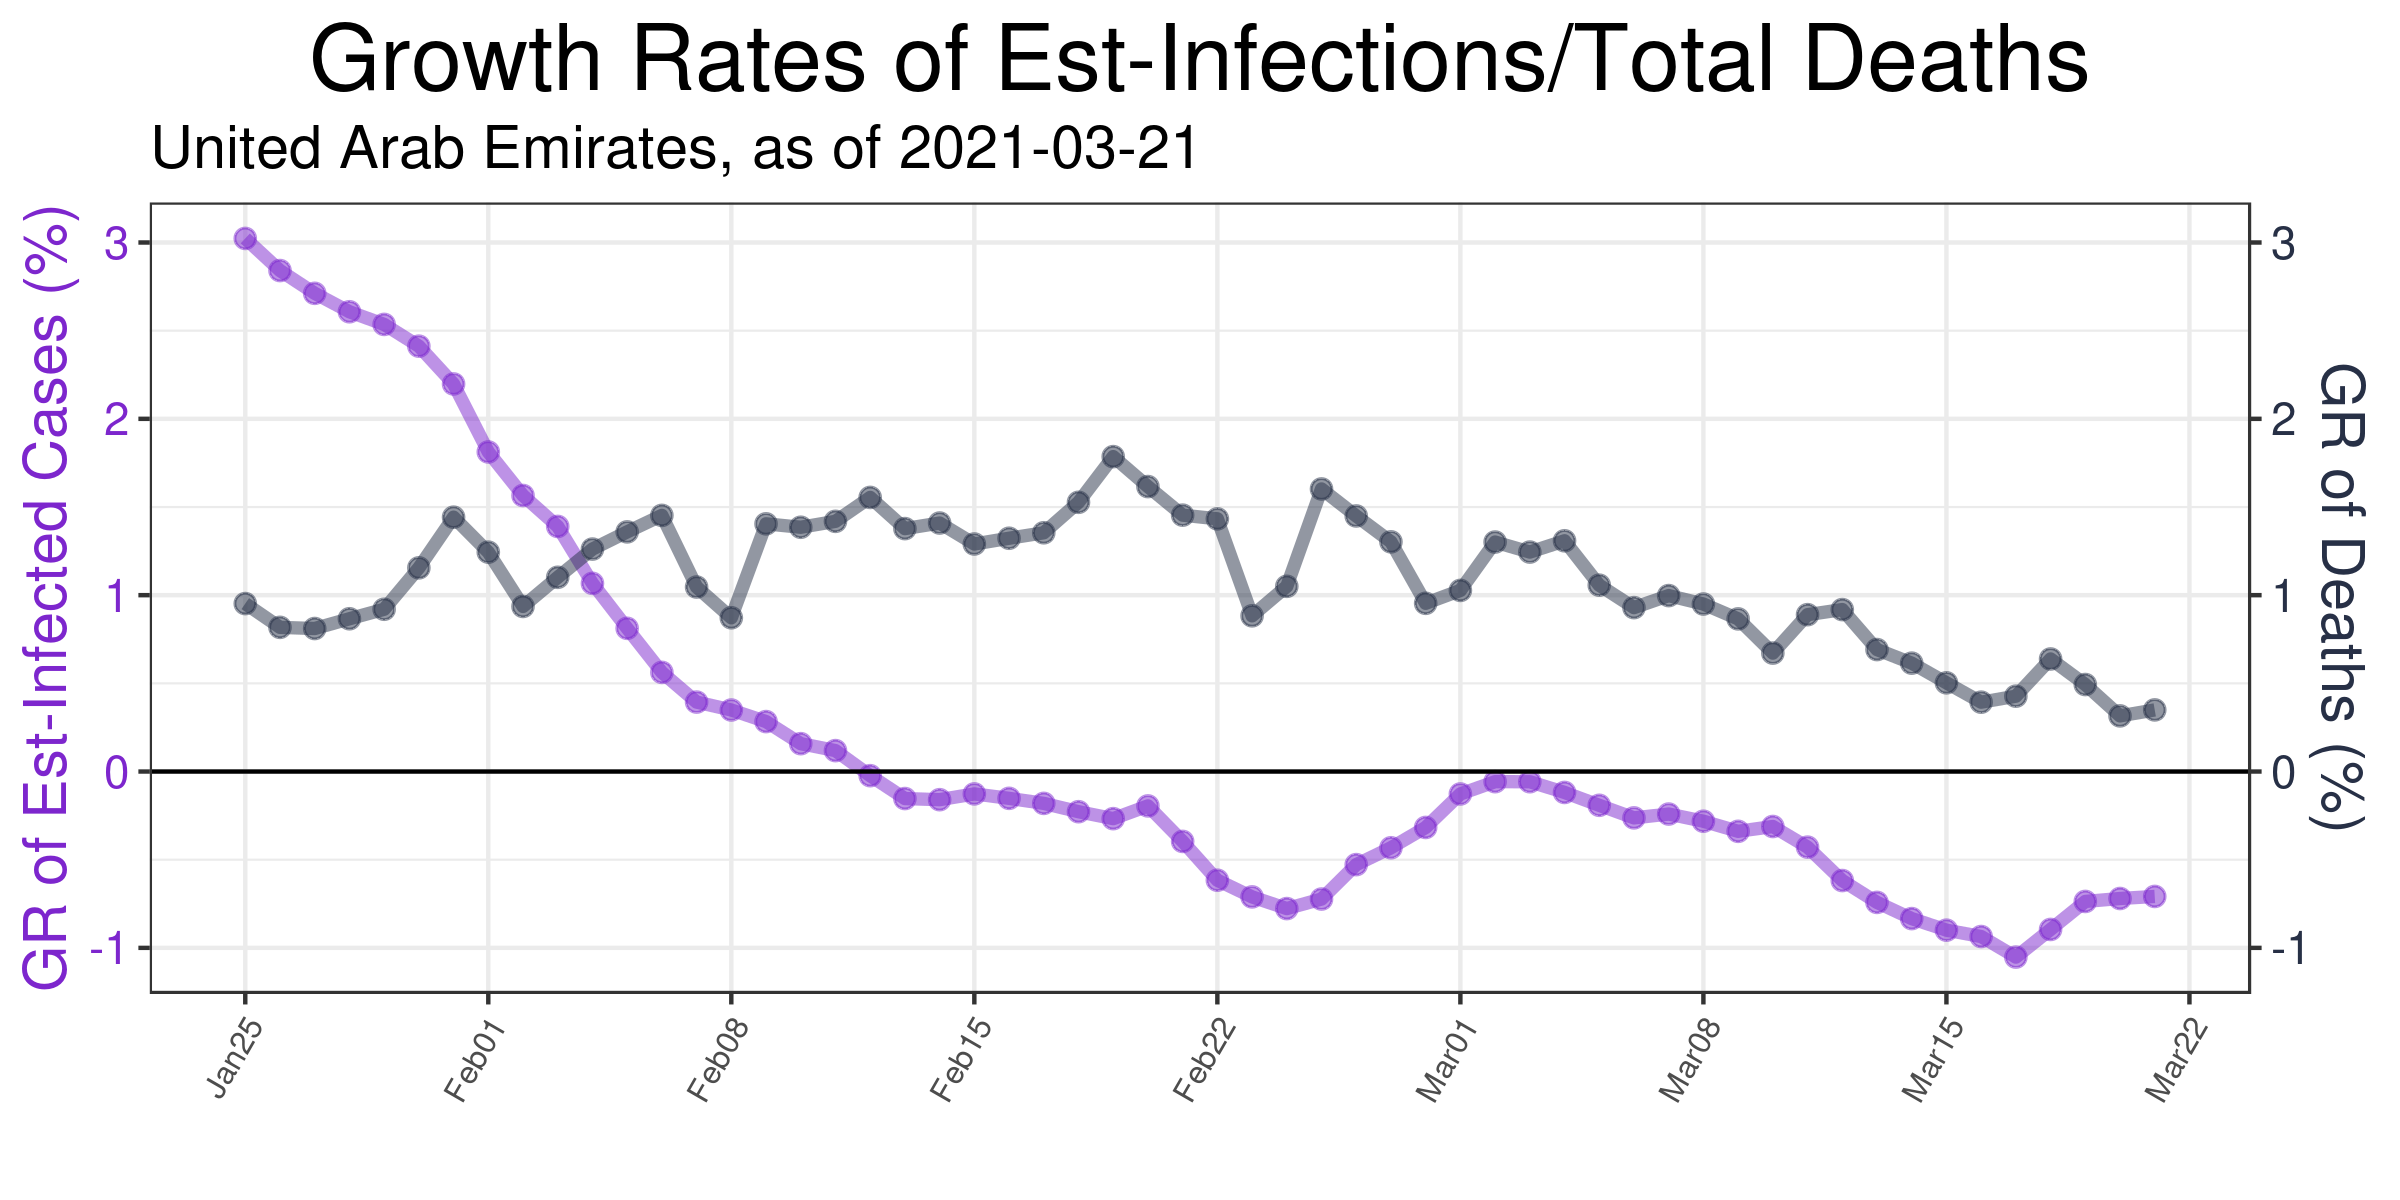 Growth Rates of Est-Infections/Total Deaths
United Arab Emirates, as of 2021-03-21
GR of Est-Infected Cases (%)
3
2
1
0
-1
3
2
1
0
-1
GR of Deaths (%)
Jan25
Feb01
Feb08
Feb15
Feb22
Mar01
Mar08
Mar15
Mar22